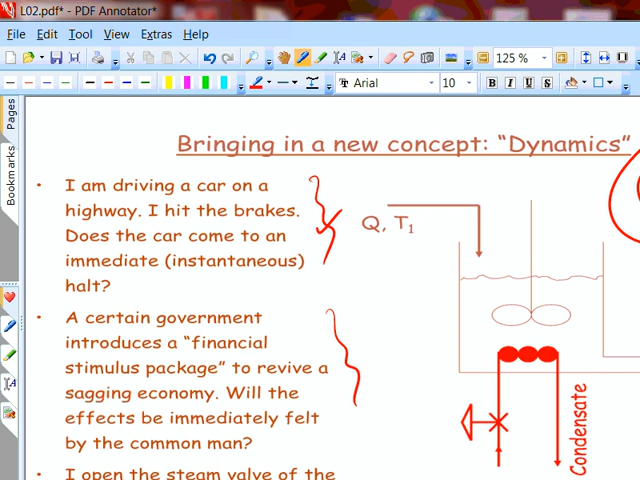 L02.pdf* - PDF Annotator*
File Edit Tool View Extras Help
125 %
Arial 10 B I U S
Pages
Bookmarks
Bringing in a new concept: “Dynamics”
• I am driving a car on a
highway. I hit the brakes.
Does the car come to an
immediate (instantaneous)
halt?
• A certain government
introduces a “financial
stimulus package” to revive a
sagging economy. Will the
effects be immediately felt
by the common man?
• I open the steam valve of the
Q, T1
Condensate